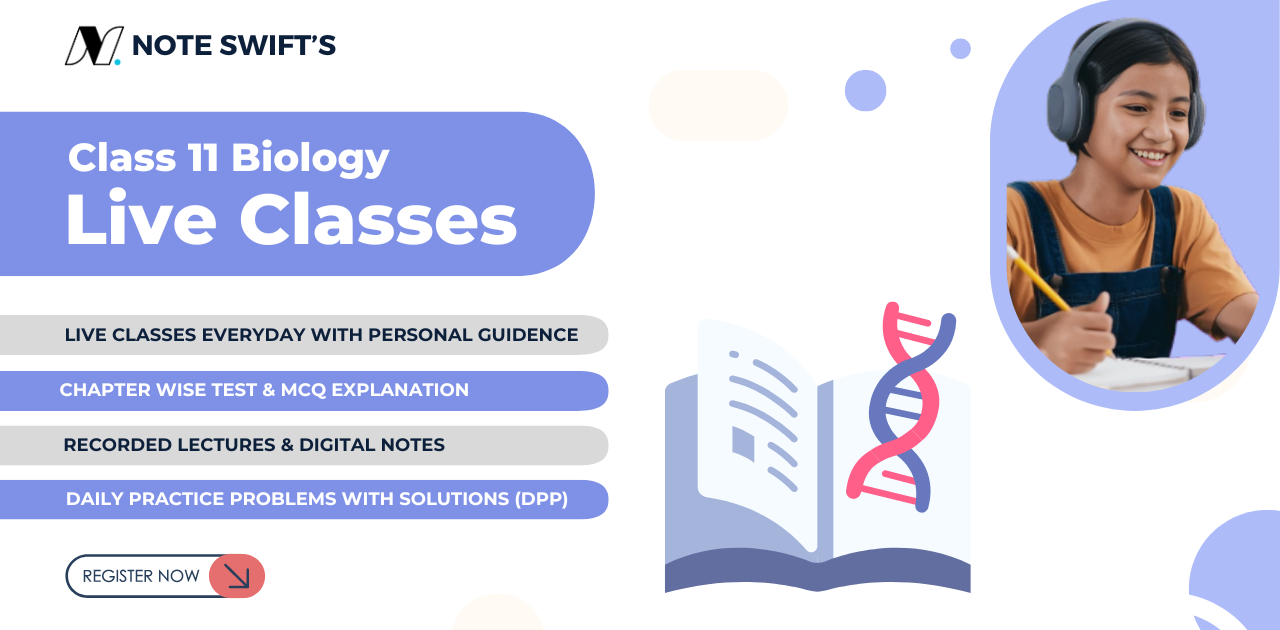 N.
NOTE SWIFT'S
Class 11 Biology
Live Classes
LIVE CLASSES EVERYDAY WITH PERSONAL GUIDENCE
CHAPTER WISE TEST & MCQ EXPLANATION
RECORDED LECTURES & DIGITAL NOTES
DAILY PRACTICE PROBLEMS WITH SOLUTIONS (DPP)
REGISTER NOW